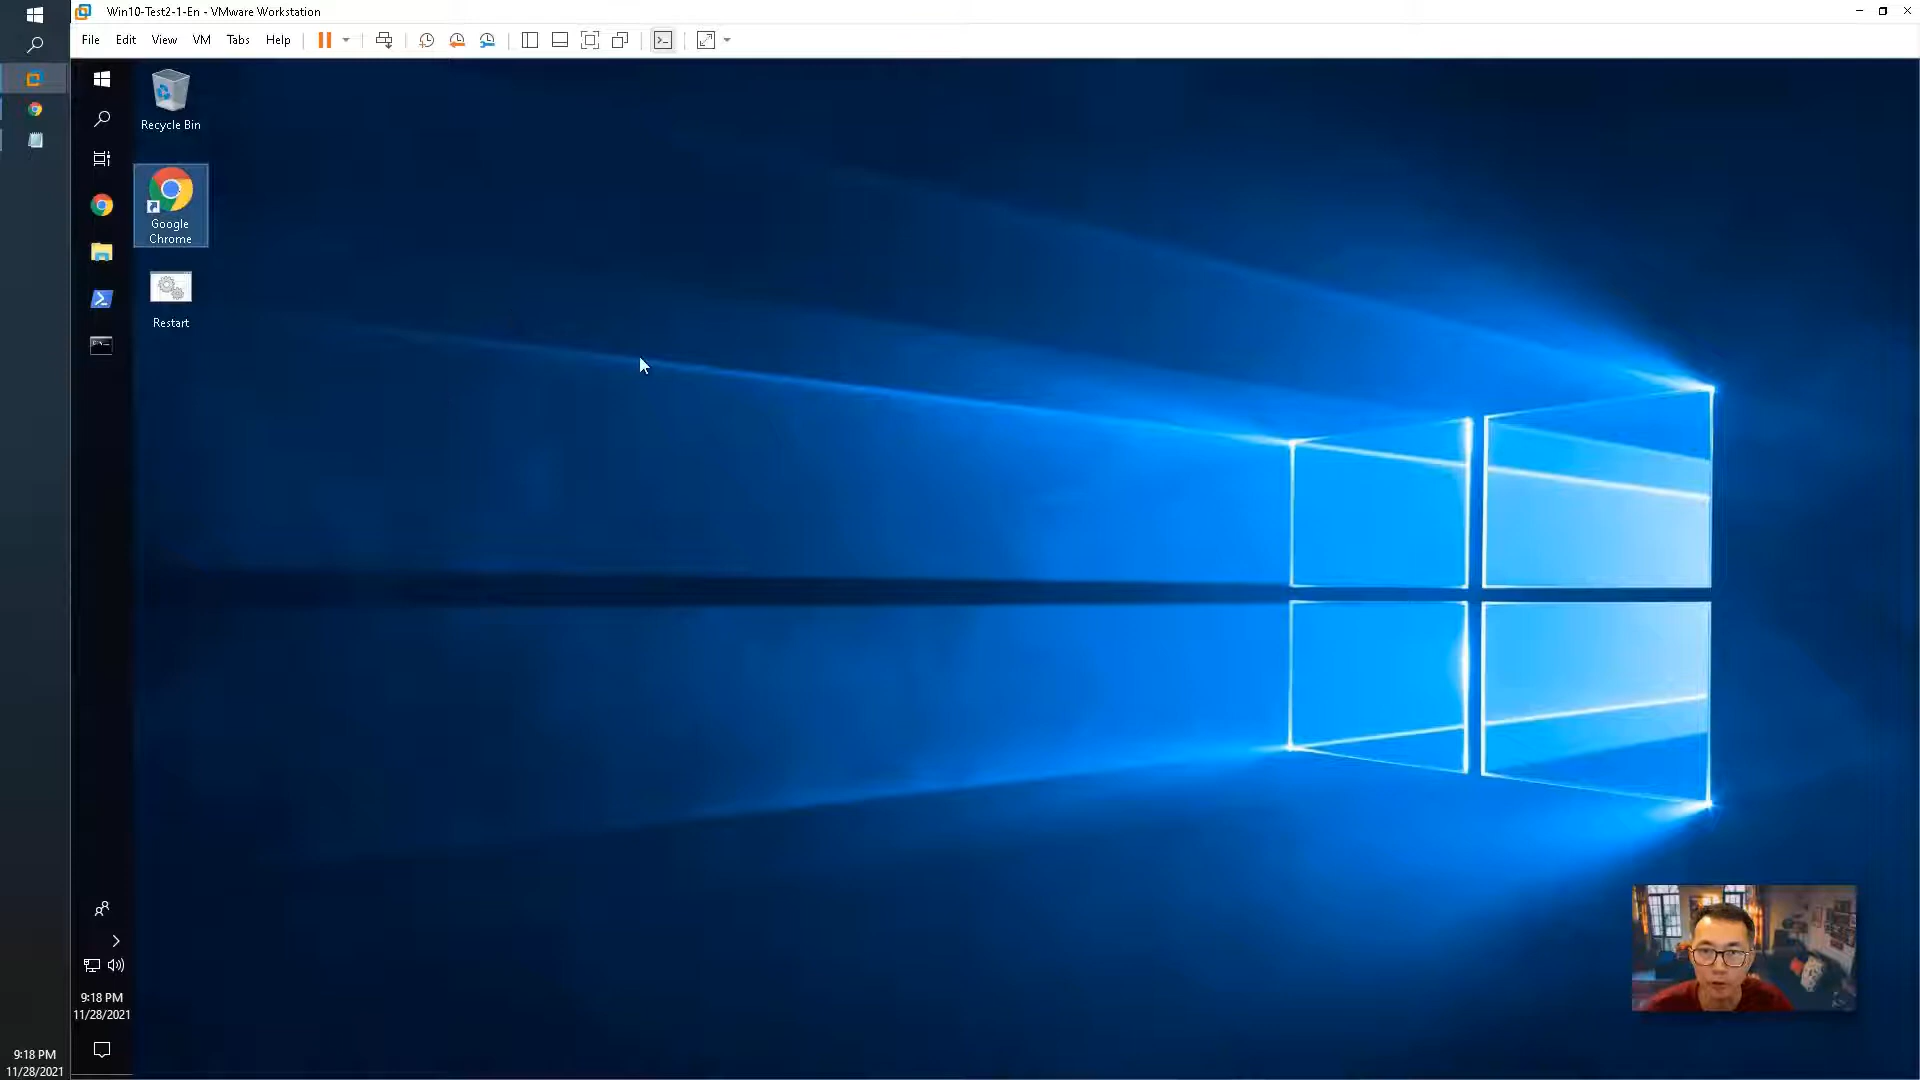 Win10-Test2-1-En - VMware Workstation
File Edit View VM Tabs Help
Recycle Bin
Google
Chrome
Restart
9:18 PM
11/28/2021
9:18 PM
11/28/2021